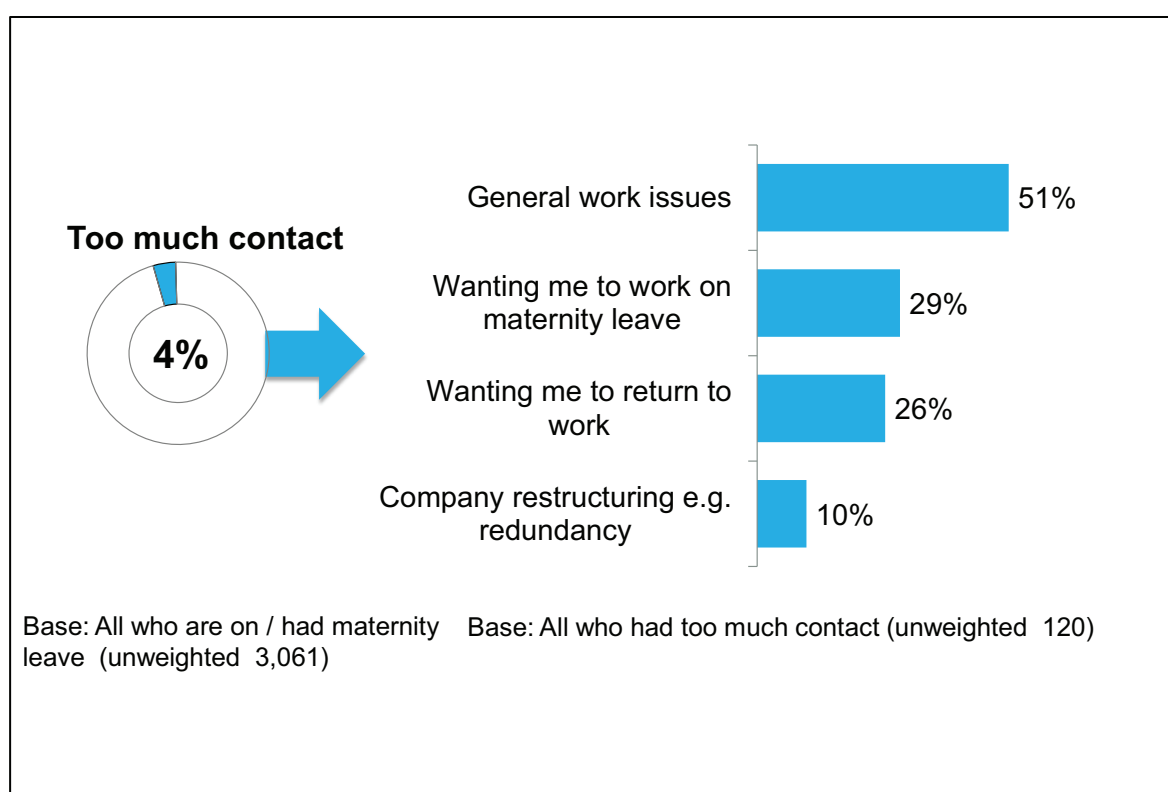 Too much contact
4%
General work issues
51%
Wanting me to work on
maternity leave
29%
Wanting me to return to
work
26%
Company restructuring e.g.
redundancy
10%
Base: All who are on / had maternity
leave (unweighted 3,061)
Base: All who had too much contact (unweighted 120)